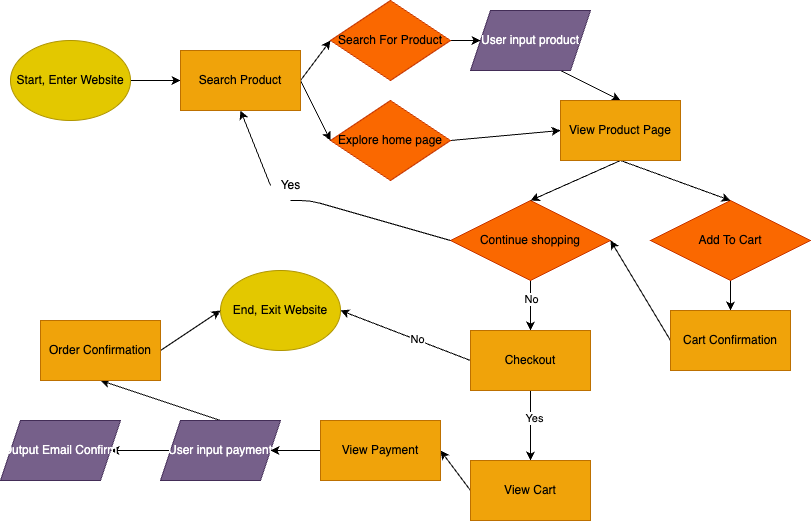 Search For Product
User input product
Start, Enter Website
Search Product
View Product Page
Explore home page
Yes
Continue shopping
Add To Cart
No
End, Exit Website
Cart Confirmation
No
Order Confirmation
Checkout
Yes
Output Email Confirm
User input payment
View Payment
View Cart